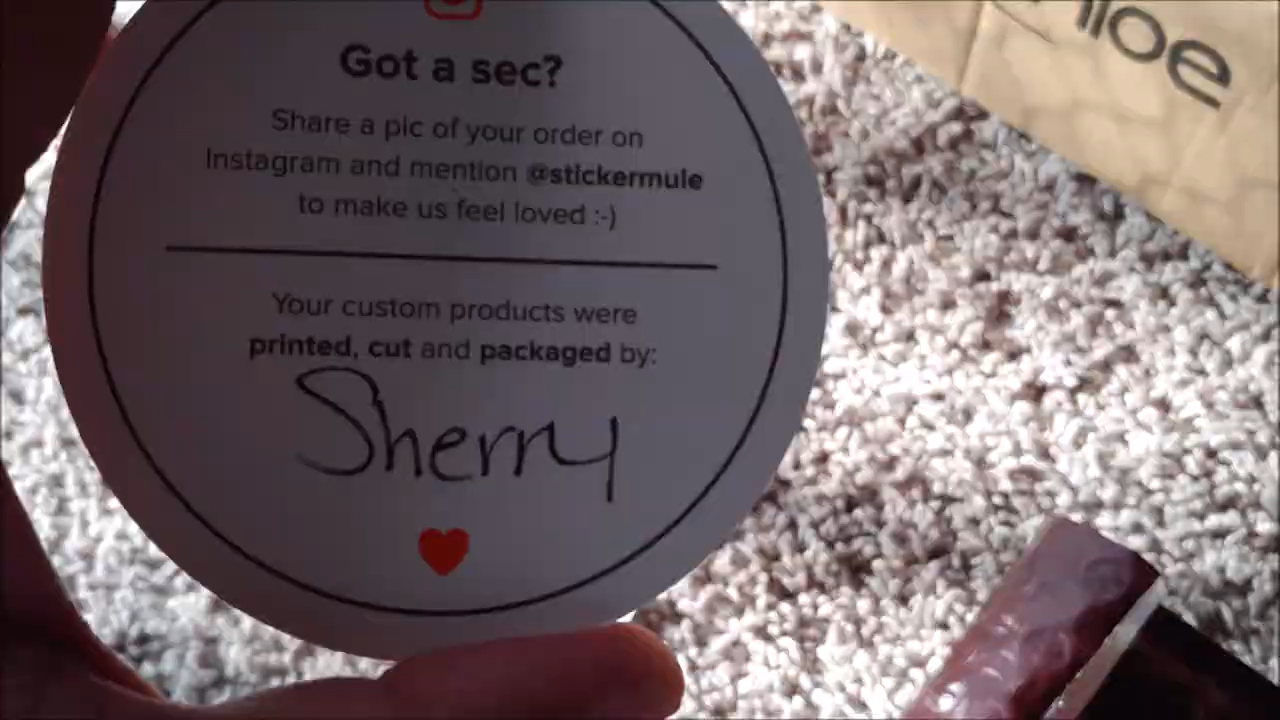 Got a sec?
Share a pic of your order on
Instagram and mention @stickermule
to make us feel loved :-)
Your custom products were
printed, cut and packaged by:
Sherry